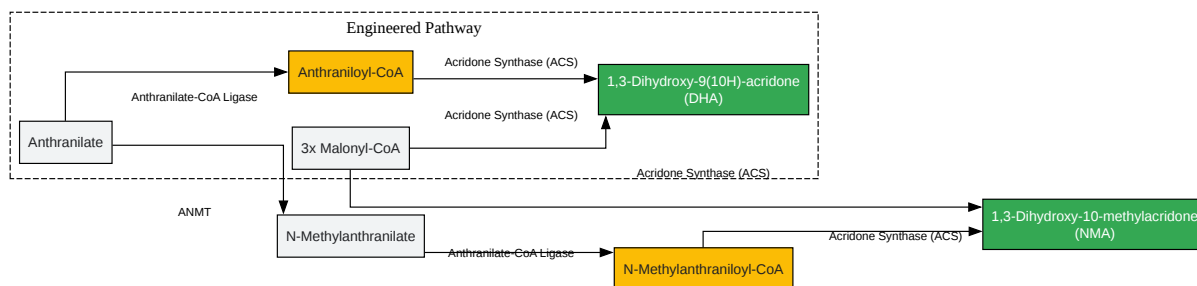 Engineered Pathway
Anthraniloyl-CoA
Acridone Synthase (ACS)
1,3-Dihydroxy-9(10H)-acridone
(DHA)
Anthranilate-CoA Ligase
Acridone Synthase (ACS)
Anthranilate
3x Malonyl-CoA
Acridone Synthase (ACS)
ANMT
N-Methylanthranilate
1,3-Dihydroxy-10-methylacridone
(NMA)
Anthranilate-CoA Ligase
Acridone Synthase (ACS)
N-Methylanthraniloyl-CoA